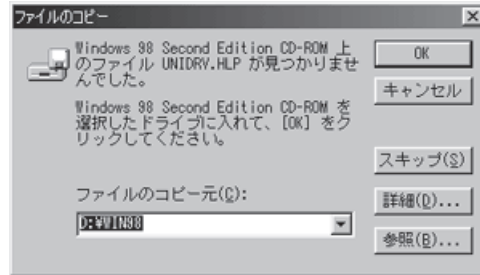 ファイルのコピー
Windows 98 Second Edition CD-ROM 上
のファイル UNIDRV.HLP が見つかりませ
んでした。
Windows 98 Second Edition CD-ROM を
選択したドライブに入れて、[OK] をク
リックしてください。
ファイルのコピー元(C):
D:¥WIN98
OK
キャンセル
スキップ(S)
詳細(D)...
参照(B)...